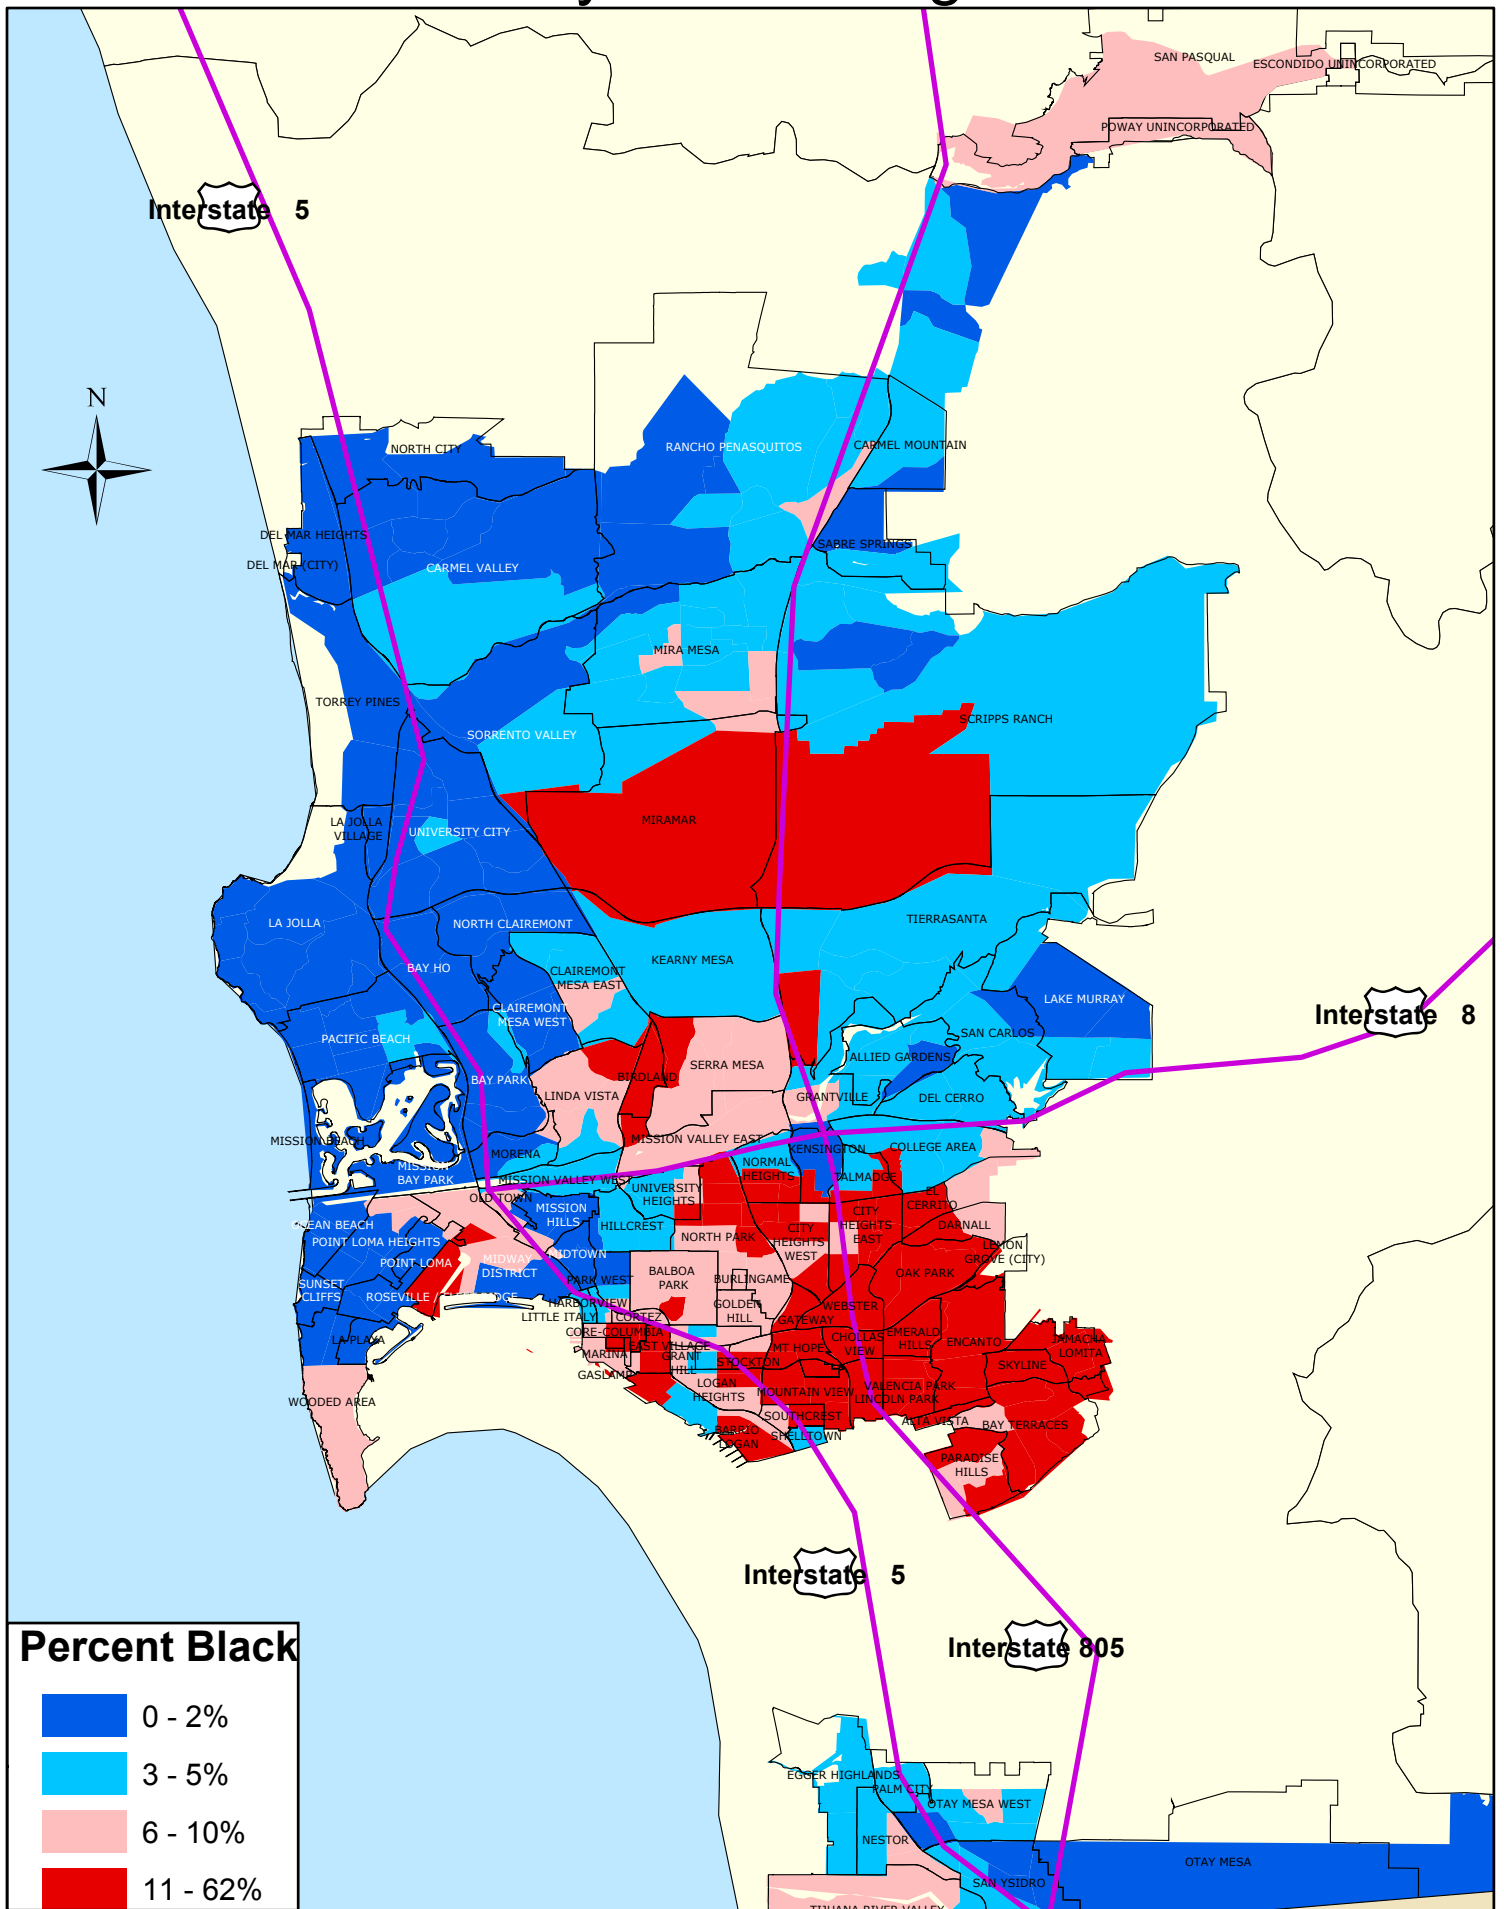 SAN PASQUAL
ESCONDIDO UNINCORPORATED
POWAY UNINCORPORATED
Interstate 5
N
NORTH CITY
RANCHO PENASQUITOS
CARMEL MOUNTAIN
DEL MAR HEIGHTS
SABRE SPRINGS
DEL MAR (CITY)
CARMEL VALLEY
MIRA MESA
TORREY PINES
SCRIPPS RANCH
SORRENTO VALLEY
MIRAMAR
LA JOLLA
VILLAGE
UNIVERSITY CITY
LA JOLLA
NORTH CLAIREMONT
TIERRASANTA
BAY HO
CLAIREMONT
MESA EAST
KEARNY MESA
CLAIREMONT
MESA WEST
LAKE MURRAY
Interstate 8
PACIFIC BEACH
SAN CARLOS
ALLIED GARDENS
BAY PARK
BIRDLAND
SERRA MESA
LINDA VISTA
GRANTVILLE
DEL CERRO
MISSION BEACH
MISSION VALLEY EAST
KENSINGTON
COLLEGE AREA
MORENA
MISSION
BAY PARK
MISSION VALLEY WEST
NORMAL
HEIGHTS
TALMADGE
OLD TOWN
UNIVERSITY
HEIGHTS
EL
CERRITO
MISSION
HILLS
CITY
HEIGHTS
EAST
OCEAN BEACH
HILLCREST
DARNALL
POINT LOMA HEIGHTS
NORTH PARK
CITY
HEIGHTS
WEST
LEMON
GROVE (CITY)
MIDTOWN
POINT LOMA
MIDWAY
DISTRICT
OAK PARK
SUNSET
CLIFFS
PARK WEST
BALBOA
PARK
BURLINGAME
ROSEVILLE / FLEETRIDGE
HARBORVIEW
LITTLE ITALY
CORTEZ
GOLDEN
HILL
WEBSTER
GATEWAY
LA PLAYA
CORE-COLUMBIA
EAST VILLAGE
MT HOPE
CHOLLAS
VIEW
EMERALD
HILLS
ENCANTO
JAMACHA
LOMITA
MARINA
GRANT
HILL
STOCKTON
SKYLINE
GASLAMP
LOGAN
HEIGHTS
MOUNTAIN VIEW
VALENCIA PARK
LINCOLN PARK
WOODED AREA
SOUTHCREST
ALTA VISTA
BAY TERRACES
BARRIO
LOGAN
SHELLTOWN
PARADISE
HILLS
Interstate 5
Interstate 805
Percent Black
0 - 2%
3 - 5%
6 - 10%
11 - 62%
EGGER HIGHLANDS
PALM CITY
OTAY MESA WEST
NESTOR
OTAY MESA
SAN YSIDRO
TIJUANA RIVER VALLEY